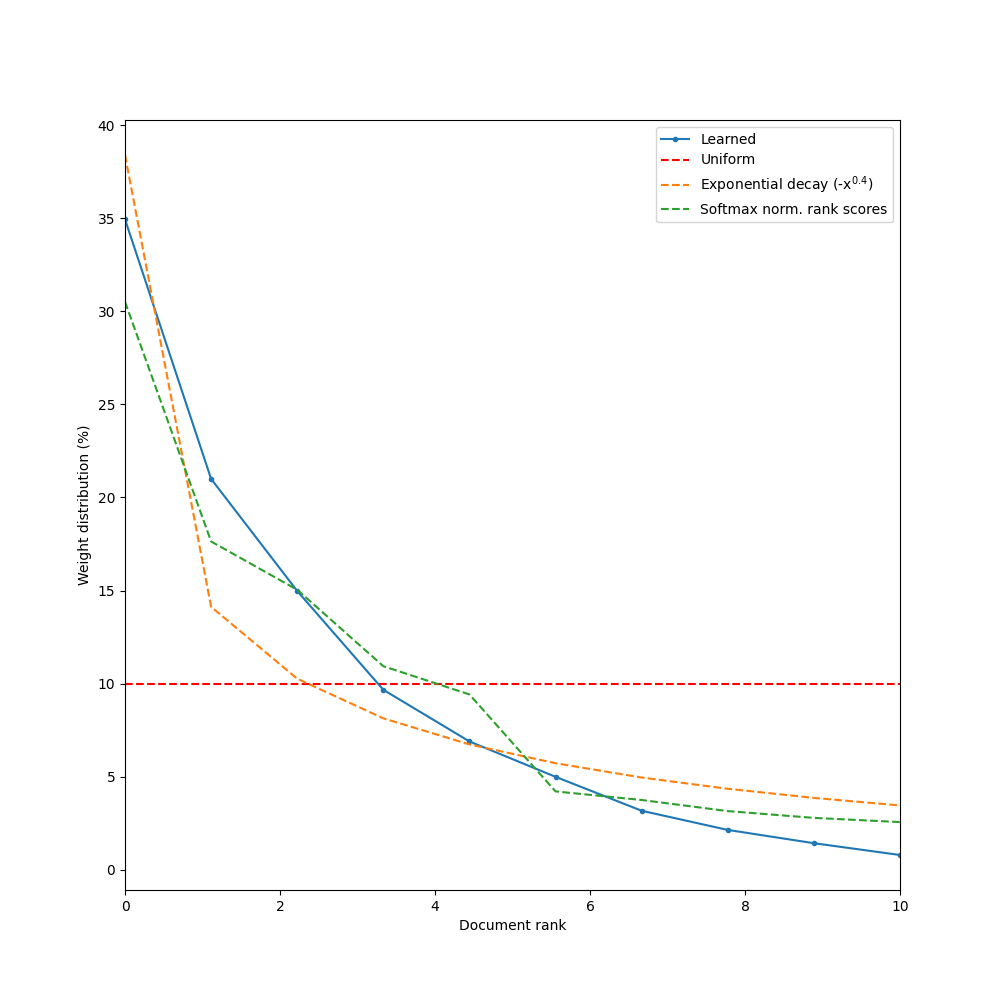 Learned
Uniform
Exponential decay (-x^0.4)
Softmax norm. rank scores
Weight distribution (%)
40
35
30
25
20
15
10
5
0
0 2 4 6 8 10
Document rank